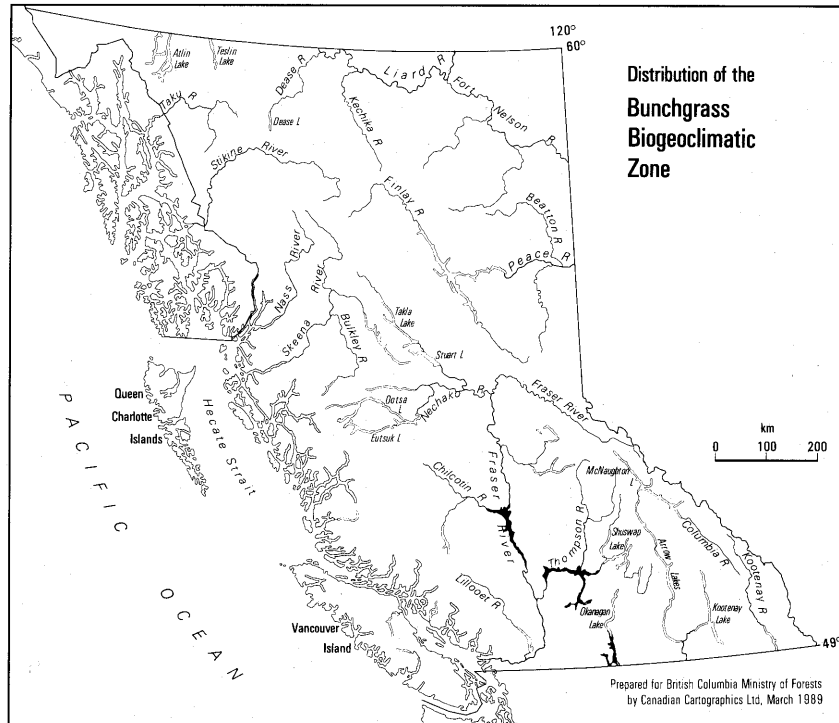 120°
60°
Distribution of the
Bunchgrass
Biogeoclimatic
Zone
Atlin
Lake
Teslin
Lake
Dease R
Liard R
Fort
Nelson R
Taku R
Dease L
Kechika R
Stikine River
Finlay R
Beatton R
Peace R
Nass River
Skeena River
Bulkley R
Takla
Lake
Stuart L
Queen
Charlotte
Islands
Hecate Strait
PACIFIC OCEAN
Ootsa
L
Eutsuk L
Nechako R
Fraser River
km
0 100 200
Chilcotin R
Fraser River
McNaughton
L
Thompson R
Shuswap
Lake
Arrow
Lakes
Columbia R
Kootenay R
Lillooet R
Okanagan
Lake
Kootenay
Lake
Vancouver
Island
49°
Prepared for British Columbia Ministry of Forests
by Canadian Cartographics Ltd, March 1989